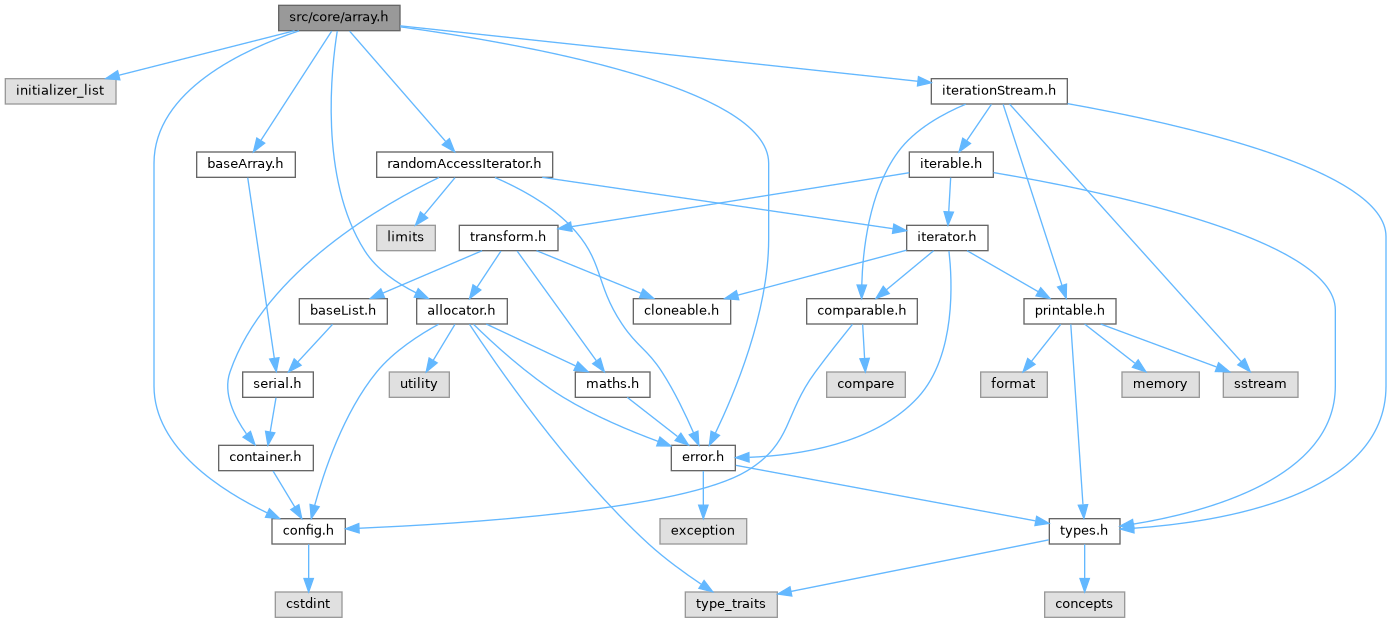 src/core/array.h
initializer_list
iterationStream.h
baseArray.h
randomAccessIterator.h
iterable.h
limits
transform.h
iterator.h
baseList.h
allocator.h
cloneable.h
comparable.h
printable.h
serial.h
utility
maths.h
compare
format
memory
sstream
container.h
error.h
config.h
exception
types.h
cstdint
type_traits
concepts